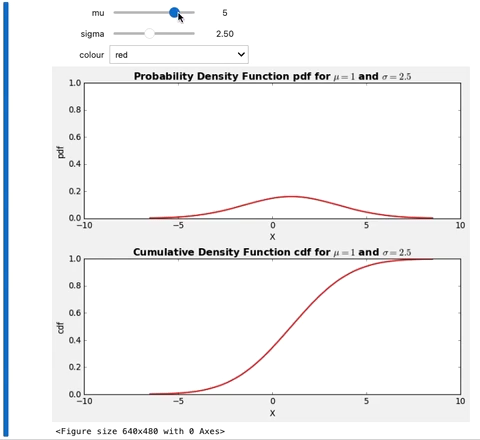 mu 5
sigma 2.50
colour red
Probability Density Function pdf for μ = 1 and σ = 2.5
1.0
0.8
0.6
0.4
0.2
0.0
pdf
−10 −5 0 5 10
X
Cumulative Density Function cdf for μ = 1 and σ = 2.5
1.0
0.8
0.6
0.4
0.2
0.0
cdf
−10 −5 0 5 10
X
<Figure size 640x480 with 0 Axes>